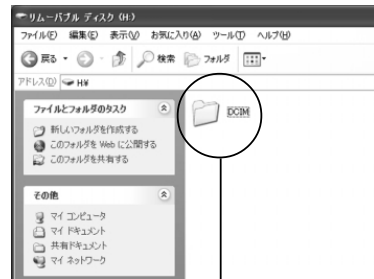 リムーバブル ディスク (H:)
ファイル(F) 編集(E) 表示(V) お気に入り(A) ツール(T) ヘルプ(H)
戻る 検索 フォルダ
アドレス(D) H:¥
ファイルとフォルダのタスク
新しいフォルダを作成する
このフォルダを Web に公開する
このフォルダを共有する
DCIM
その他
マイ コンピュータ
マイ ドキュメント
共有ドキュメント
マイ ネットワーク